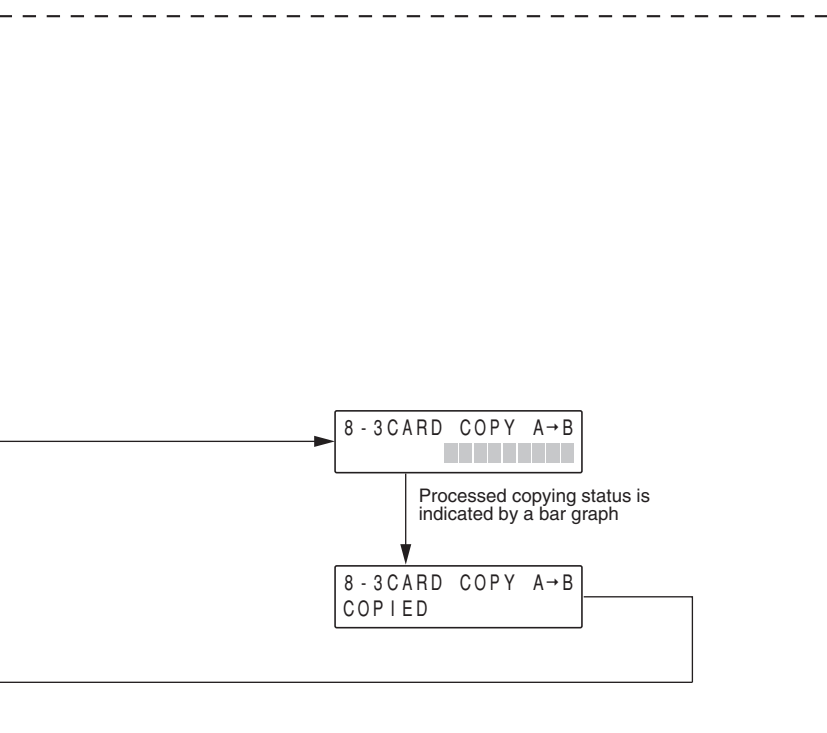 8-3CARD COPY A→B
Processed copying status is
indicated by a bar graph
8-3CARD COPY A→B
COPIED